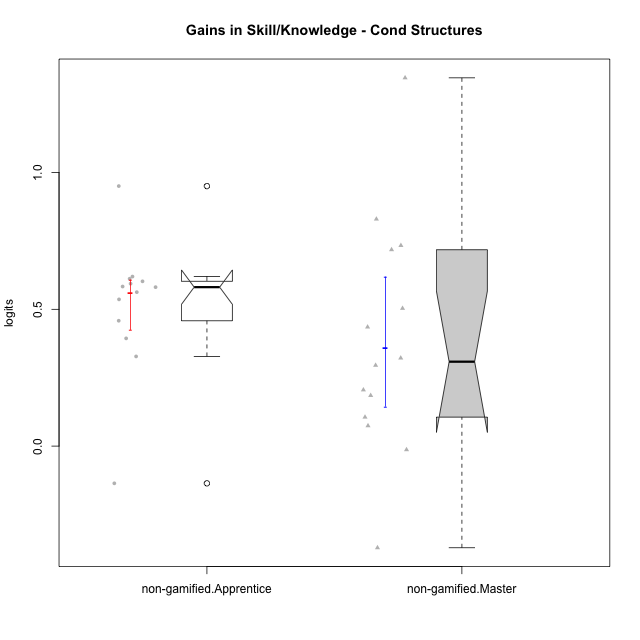 Gains in Skill/Knowledge - Cond Structures
logits
1.0
0.5
0.0
non-gamified.Apprentice
non-gamified.Master